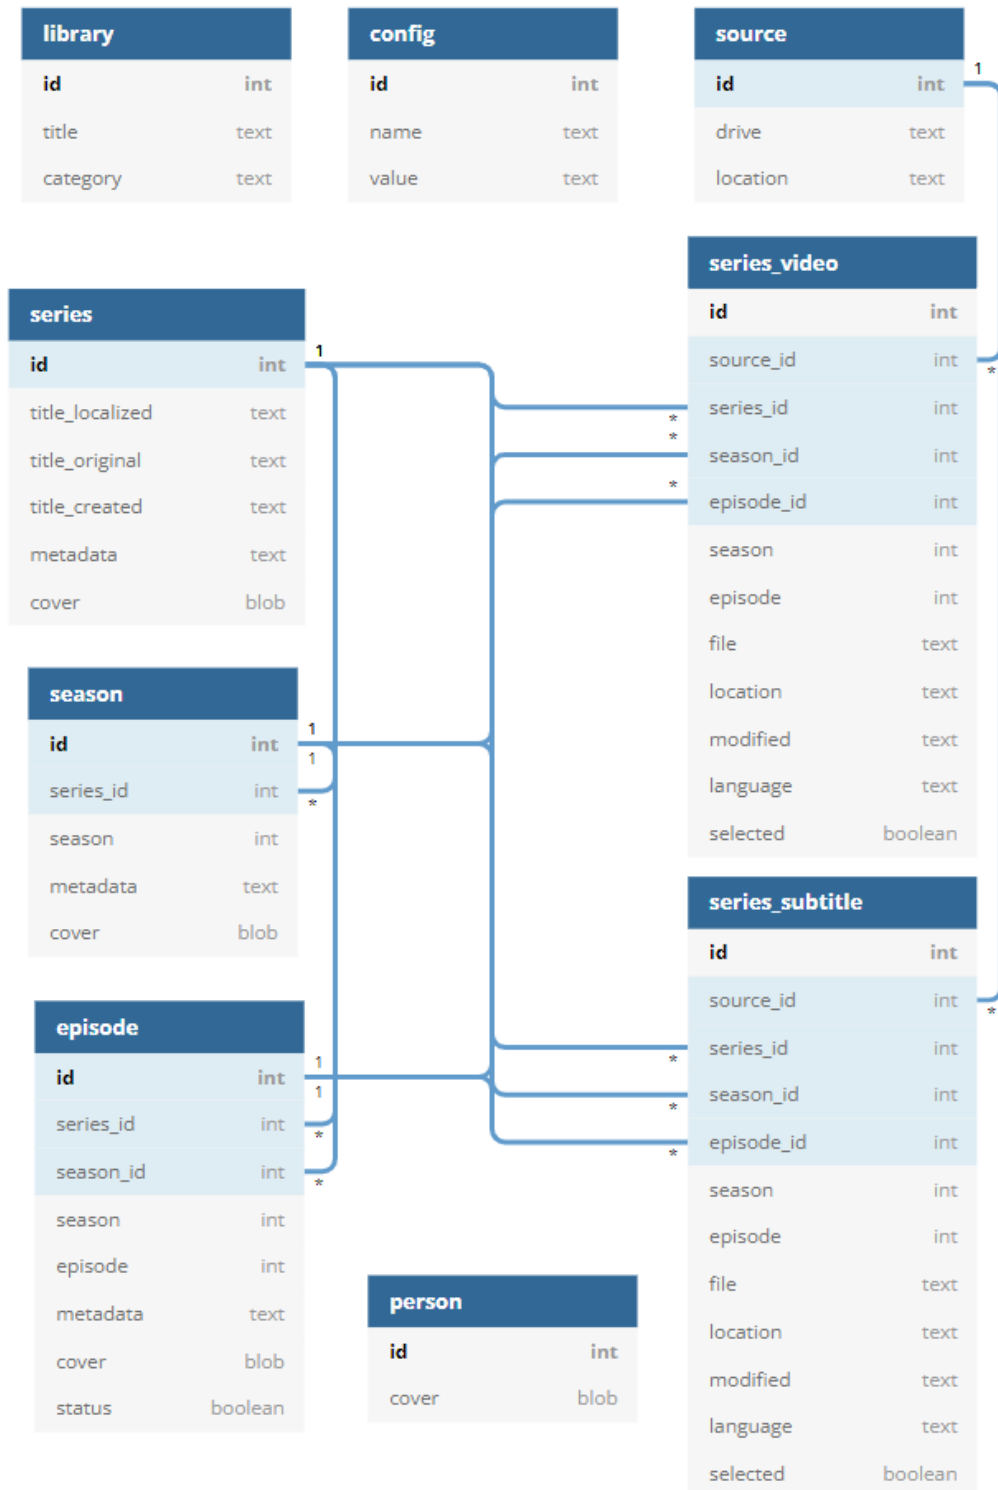 library
id int
title text
category text
config
id int
name text
value text
source
id int
drive text
location text
1
series_video
id int
source_id int
*
series_id int
*
season_id int
*
episode_id int
*
season int
episode int
file text
location text
modified text
language text
selected boolean
series
id int
1
title_localized text
title_original text
title_created text
metadata text
cover blob
season
id int
1
1
series_id int
*
season int
metadata text
cover blob
series_subtitle
id int
source_id int
*
series_id int
*
season_id int
*
episode_id int
*
season int
episode int
file text
location text
modified text
language text
selected boolean
episode
id int
1
1
series_id int
*
season_id int
*
season int
episode int
metadata text
cover blob
status boolean
person
id int
cover blob